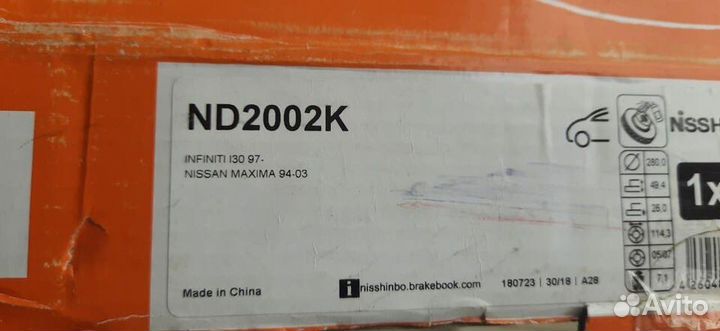 ND2002K
INFINITI I30 97-
NISSAN MAXIMA 94-03
Made in China
i nisshinbo.brakebook.com
180723 | 30/18 | A28
NISSH
280,0
49,4
26,0
114,3
05/07
7,1
1x
Avito